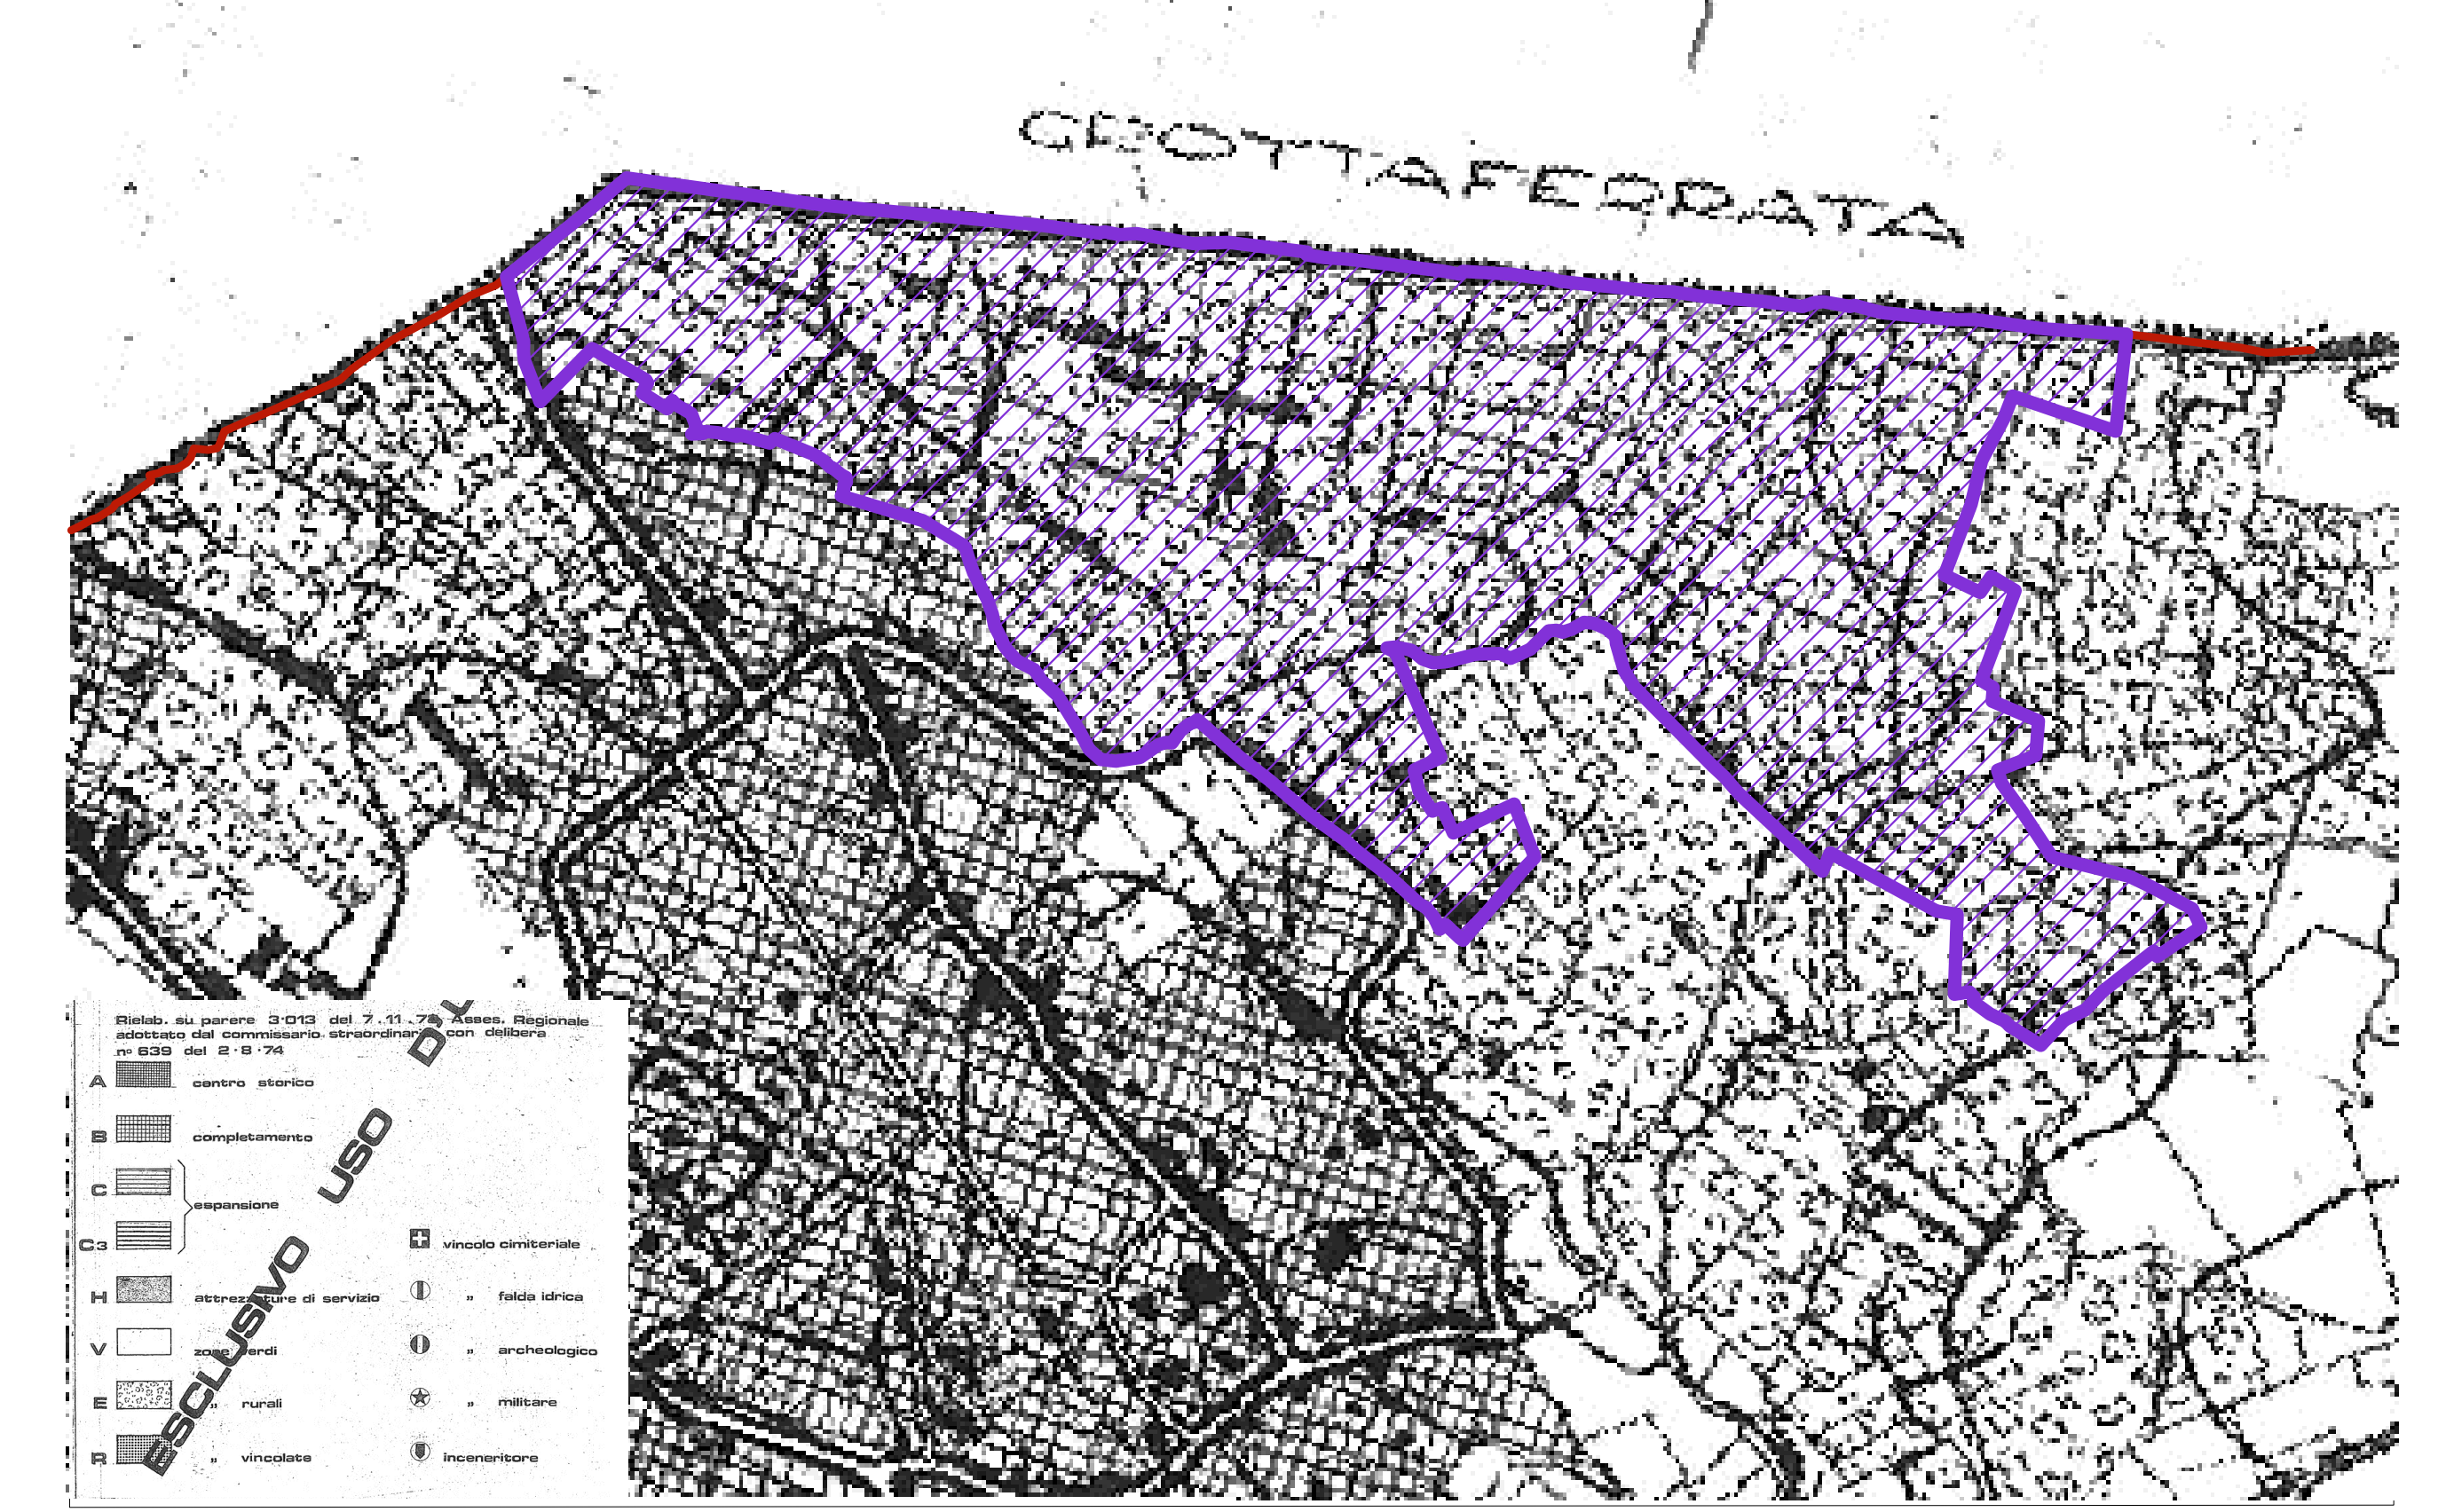 GROTTAFERRATA
Rielab. su parere 3·013 del 7.11.7 Asses. Regionale
adottato dal commissario straordinario con delibera
n° 639 del 2·8·74
A centro storico
B completamento
C
espansione
C3
H attrezzature di servizio
V zone verdi
E „ rurali
R „ vincolate
vincolo cimiteriale
„ falda idrica
„ archeologico
„ militare
inceneritore
ESCLUSIVO USO